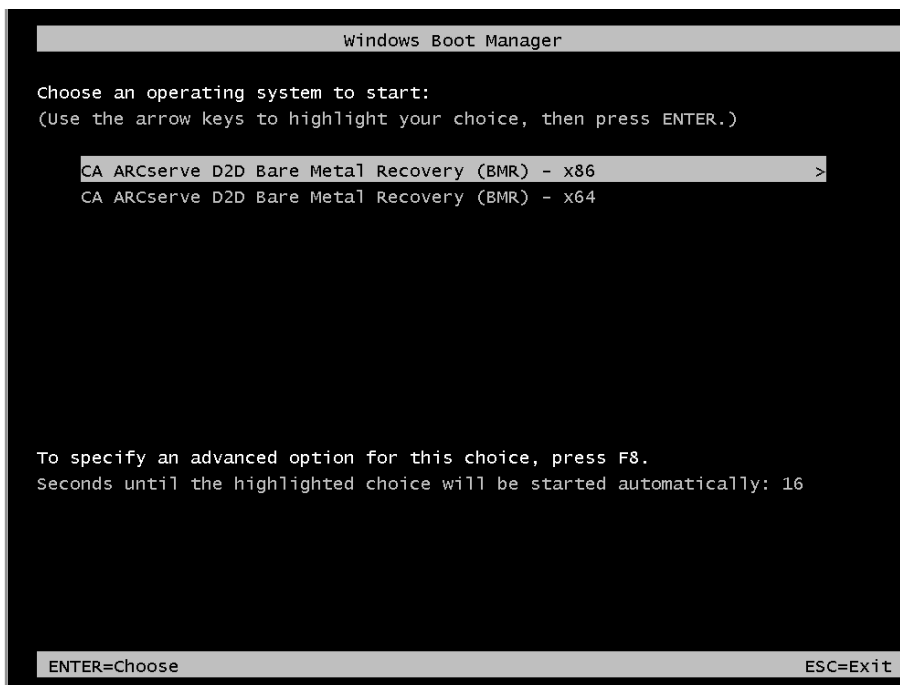 Windows Boot Manager
Choose an operating system to start:
(Use the arrow keys to highlight your choice, then press ENTER.)
CA ARCserve D2D Bare Metal Recovery (BMR) - x86 >
CA ARCserve D2D Bare Metal Recovery (BMR) - x64
To specify an advanced option for this choice, press F8.
Seconds until the highlighted choice will be started automatically: 16
ENTER=Choose ESC=Exit